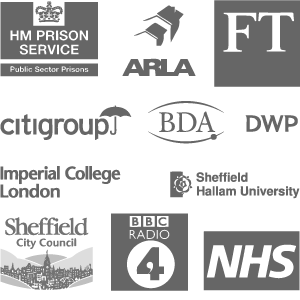 HM PRISON
SERVICE
Public Sector Prisons
ARLA
FT
citigroup
BDA
DWP
Imperial College
London
Sheffield
Hallam University
Sheffield
City Council
BBC
RADIO
4
NHS